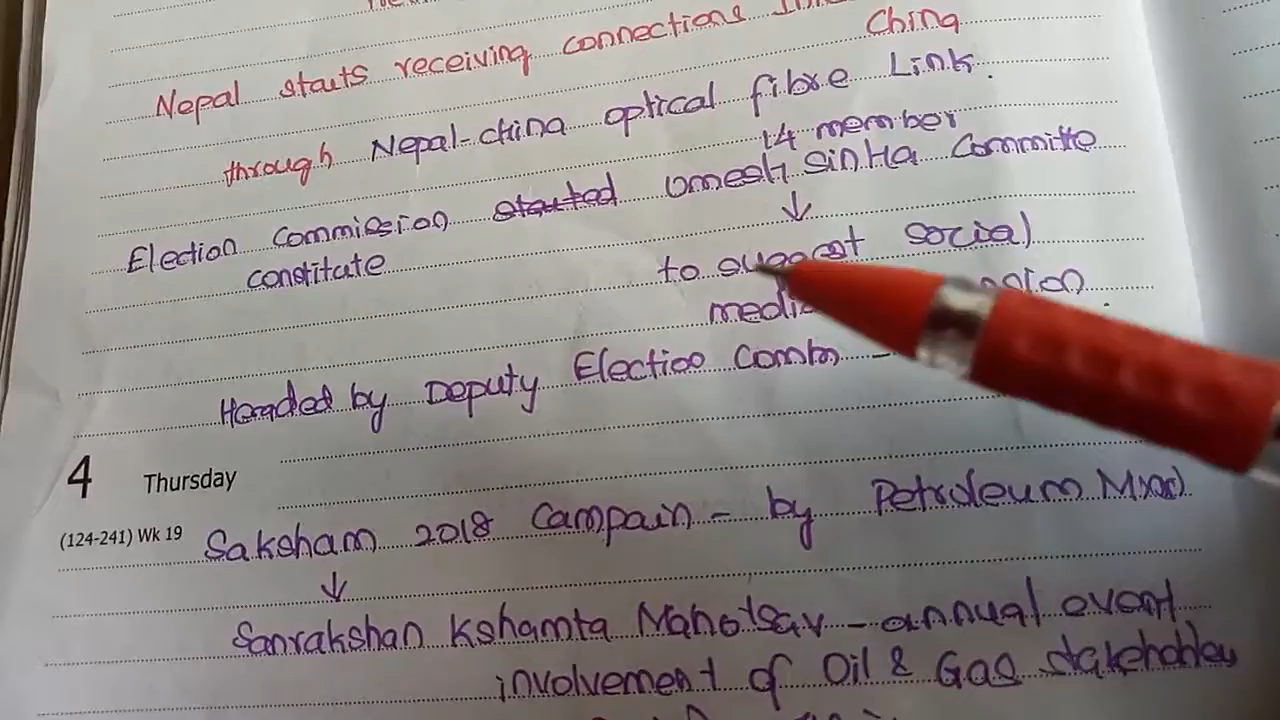 Nepal starts receiving connections
China
through Nepal-china optical fibre Link.
14 member
Election Commission started Umesh SinHa Committe
constitute
↓
to suggest social
media
Headed by Deputy Election Comm -
4 Thursday
(124-241) Wk 19
Saksham 2018 Campain - by Petroleum
↓
Sanrakshan Kshamta Mahotsav - annual event
involvement of Oil & Gas stakeholders